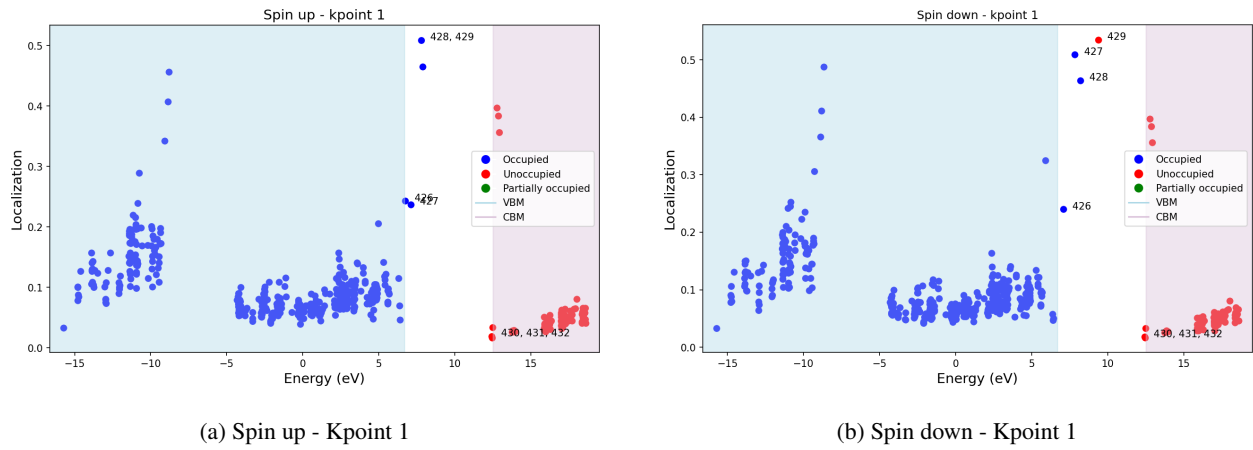 Spin up - kpoint 1
0.5
0.4
0.3
0.2
0.1
0.0
Localization
428, 429
426
427
430, 431, 432
Occupied
Unoccupied
Partially occupied
VBM
CBM
−15
−10
−5
0
5
10
15
Energy (eV)
(a) Spin up - Kpoint 1
Spin down - kpoint 1
0.5
0.4
0.3
0.2
0.1
0.0
Localization
429
427
428
426
430, 431, 432
Occupied
Unoccupied
Partially occupied
VBM
CBM
−15
−10
−5
0
5
10
15
Energy (eV)
(b) Spin down - Kpoint 1